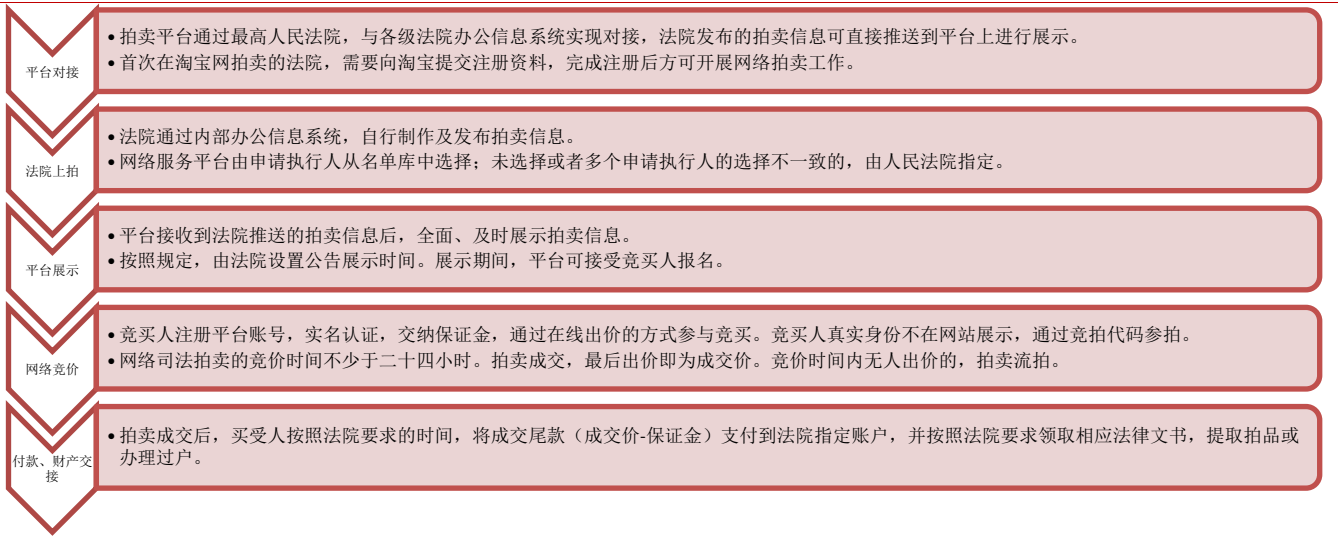 平台对接
•拍卖平台通过最高人民法院，与各级法院办公信息系统实现对接，法院发布的拍卖信息可直接推送到平台上进行展示。
•首次在淘宝网拍卖的法院，需要向淘宝提交注册资料，完成注册后方可开展网络拍卖工作。
法院上拍
•法院通过内部办公信息系统，自行制作及发布拍卖信息。
•网络服务平台由申请执行人从名单库中选择；未选择或者多个申请执行人的选择不一致的，由人民法院指定。
平台展示
•平台接收到法院推送的拍卖信息后，全面、及时展示拍卖信息。
•按照规定，由法院设置公告展示时间。展示期间，平台可接受竞买人报名。
网络竞价
•竞买人注册平台账号，实名认证，交纳保证金，通过在线出价的方式参与竞买。竞买人真实身份不在网站展示，通过竞拍代码参拍。
•网络司法拍卖的竞价时间不少于二十四小时。拍卖成交，最后出价即为成交价。竞价时间内无人出价的，拍卖流拍。
付款、财产交
接
•拍卖成交后，买受人按照法院要求的时间，将成交尾款（成交价-保证金）支付到法院指定账户，并按照法院要求领取相应法律文书，提取拍品或
办理过户。